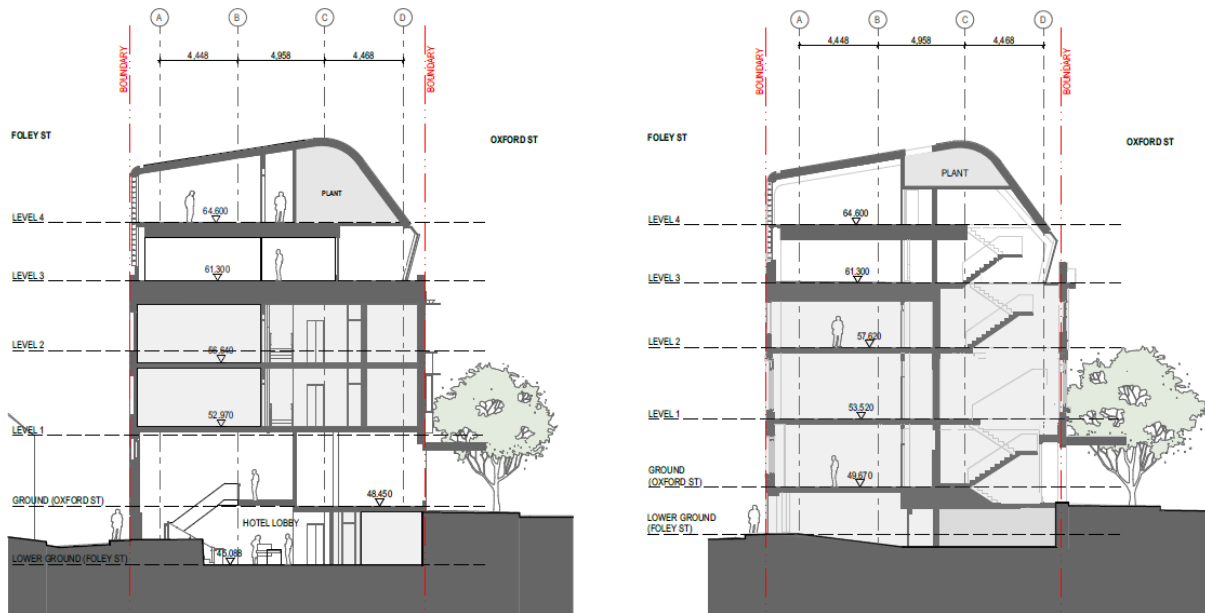 A B C D
4,448 4,958 4,468
BOUNDARY
BOUNDARY
FOLEY ST
OXFORD ST
PLANT
64,600
LEVEL 4
61,300
LEVEL 3
LEVEL 2
56,640
52,970
LEVEL 1
GROUND (OXFORD ST)
48,450
HOTEL LOBBY
45,088
LOWER GROUND (FOLEY ST)
A B C D
4,448 4,958 4,468
BOUNDARY
BOUNDARY
FOLEY ST
OXFORD ST
PLANT
64,600
LEVEL 4
61,300
LEVEL 3
57,620
LEVEL 2
53,520
LEVEL 1
GROUND
(OXFORD ST)
49,670
LOWER GROUND
(FOLEY ST)